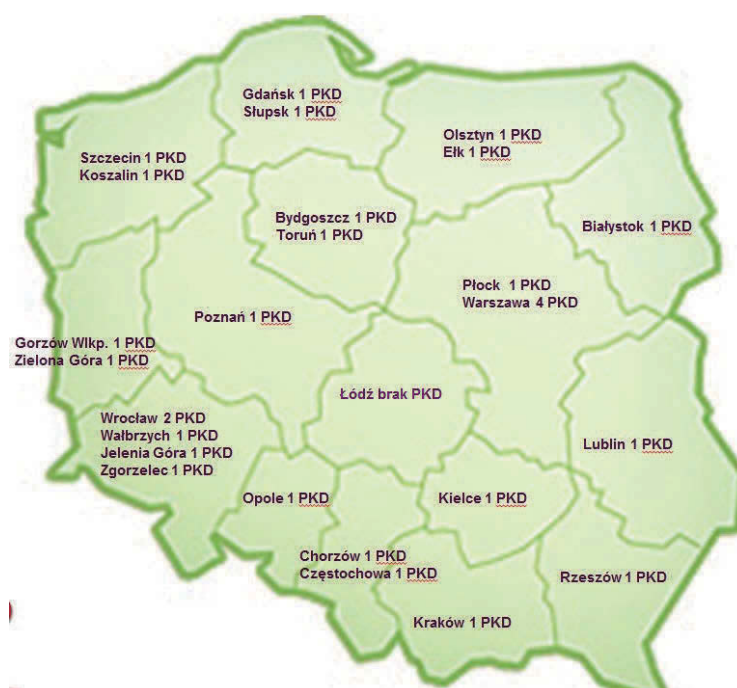 Gdańsk 1 PKD
Słupsk 1 PKD
Olsztyn 1 PKD
Ełk 1 PKD
Szczecin 1 PKD
Koszalin 1 PKD
Bydgoszcz 1 PKD
Toruń 1 PKD
Białystok 1 PKD
Płock 1 PKD
Warszawa 4 PKD
Poznań 1 PKD
Gorzów Wlkp. 1 PKD
Zielona Góra 1 PKD
Łódź brak PKD
Wrocław 2 PKD
Wałbrzych 1 PKD
Jelenia Góra 1 PKD
Zgorzelec 1 PKD
Lublin 1 PKD
Opole 1 PKD
Kielce 1 PKD
Chorzów 1 PKD
Częstochowa 1 PKD
Rzeszów 1 PKD
Kraków 1 PKD